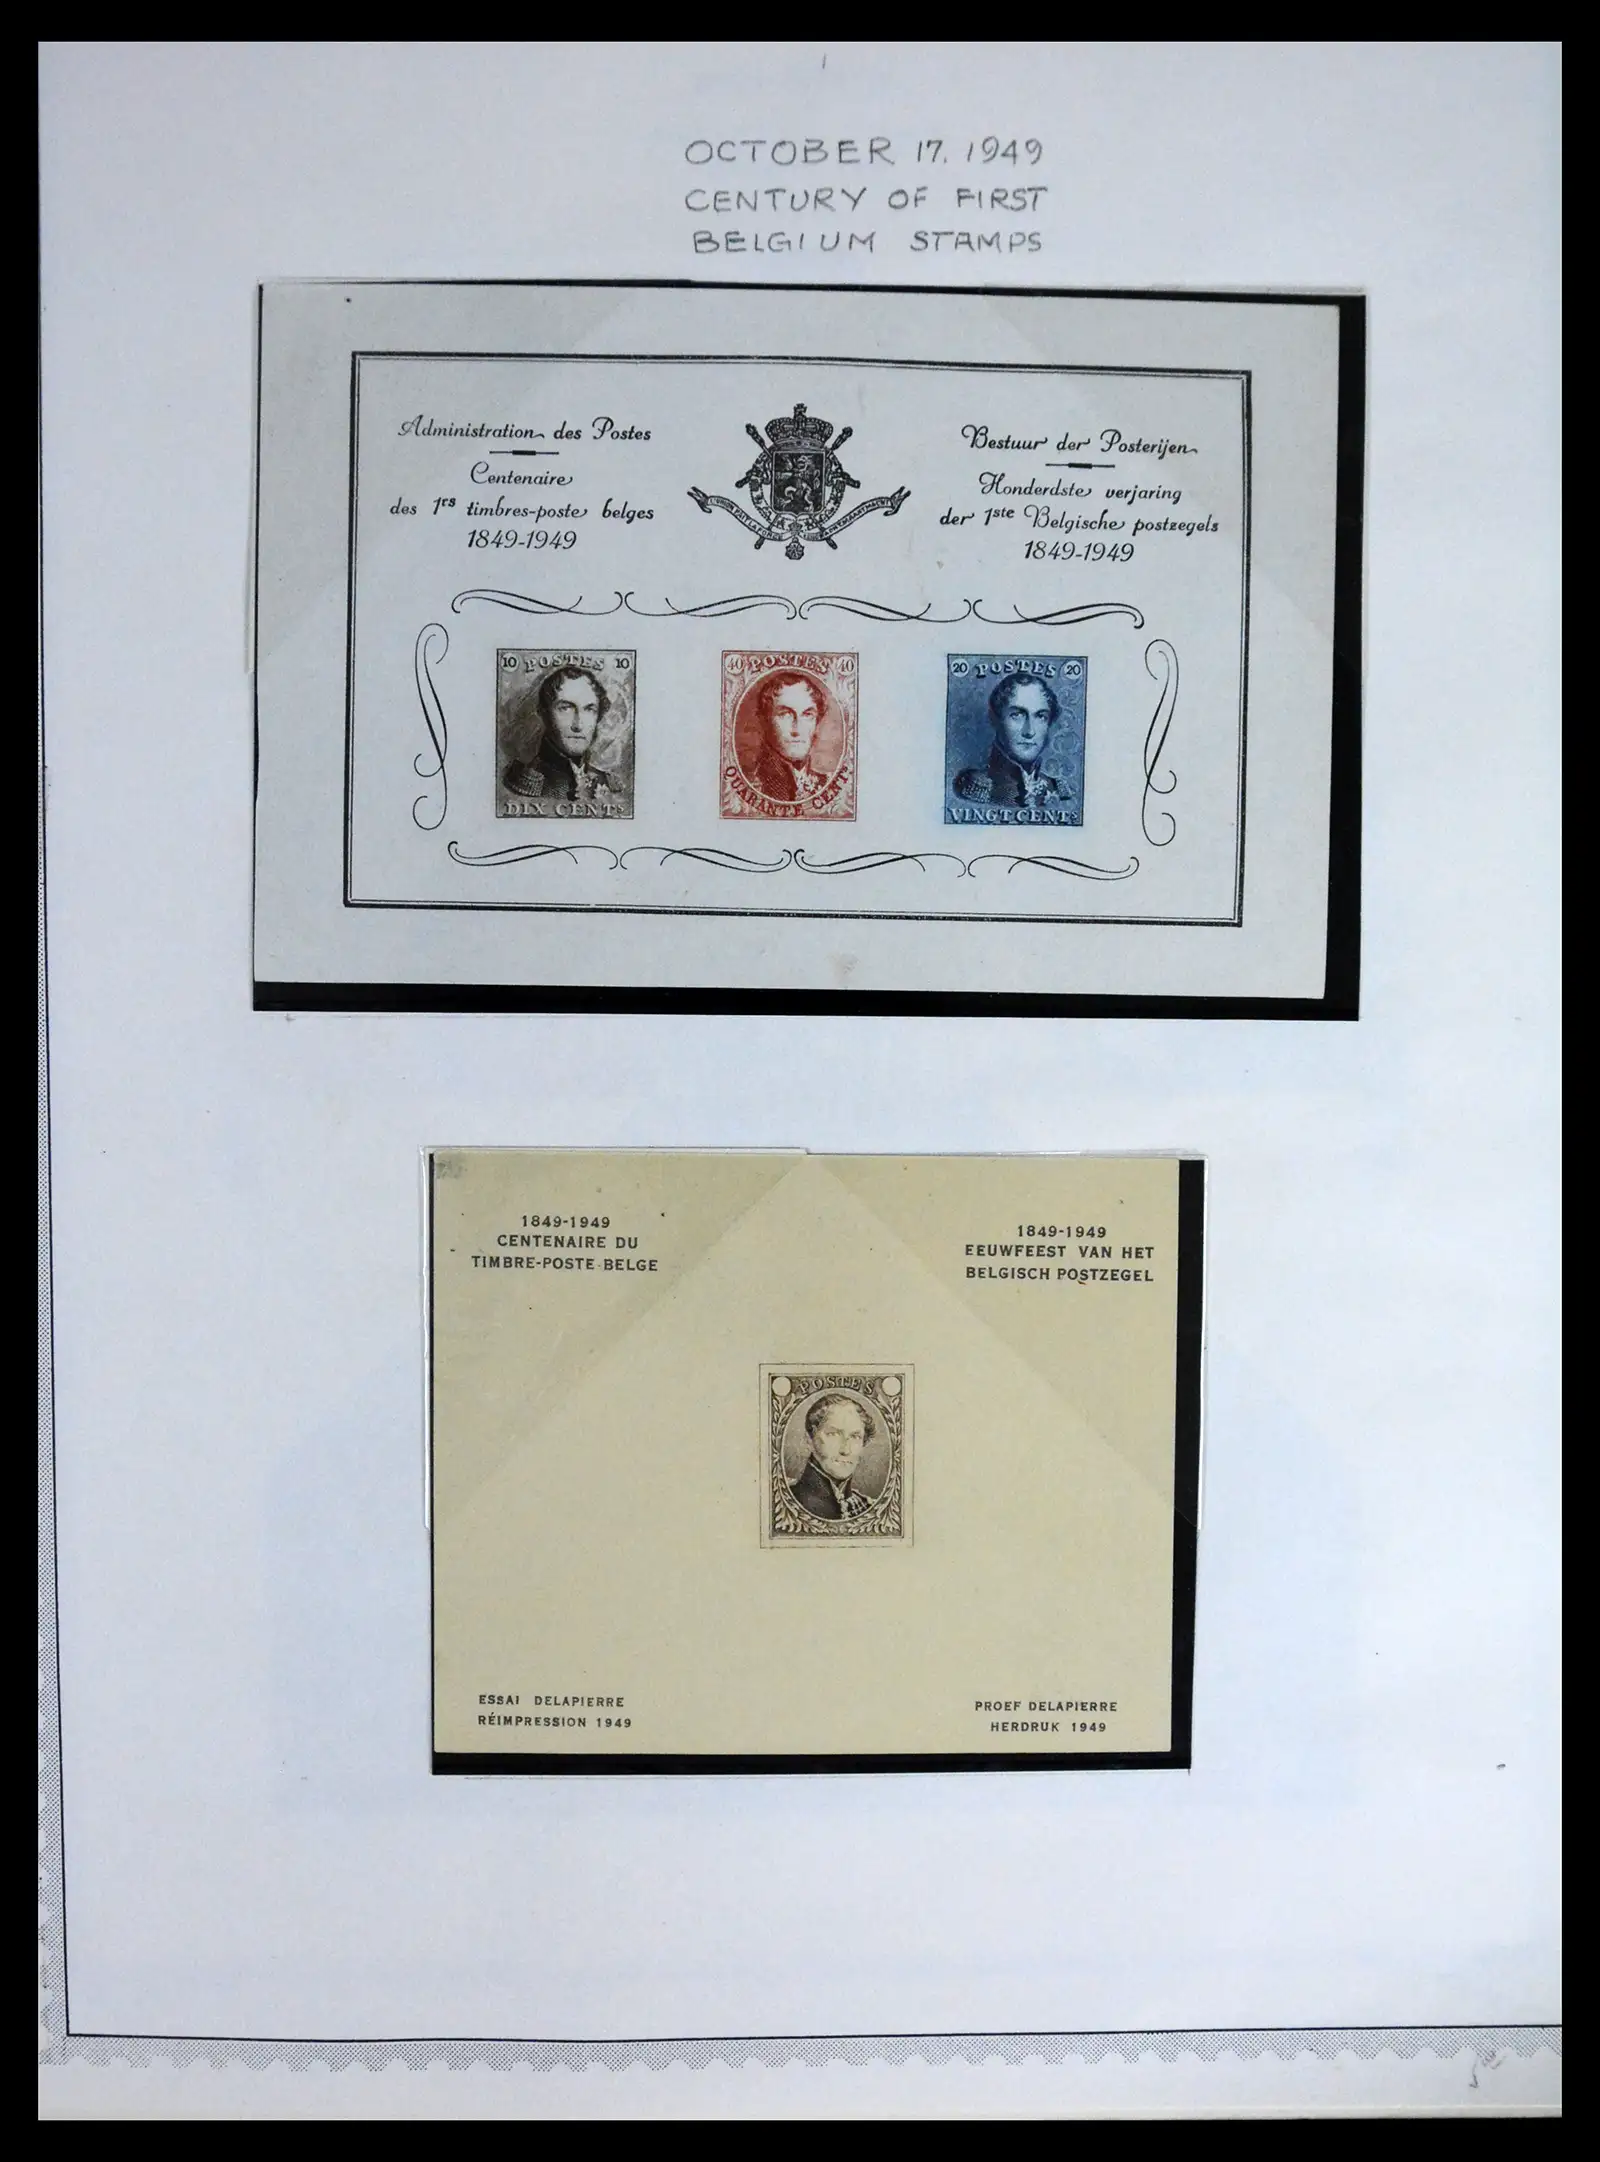 OCTOBER 17. 1949
CENTURY OF FIRST
BELGIUM STAMPS
Administration des Postes
Centenaire
des 1rs timbres-poste belges
1849-1949
Bestuur der Posterijen
Honderdste verjaring
der 1ste Belgische postzegels
1849-1949
10 POSTES 10
DIX CENTS
40 POSTES 40
QUARANTE CENTS
20 POSTES 20
VINGT CENTS
1849-1949
CENTENAIRE DU
TIMBRE-POSTE BELGE
1849-1949
EEUWFEEST VAN HET
BELGISCH POSTZEGEL
POSTES
ESSAI DELAPIERRE
RÉIMPRESSION 1949
PROEF DELAPIERRE
HERDRUK 1949